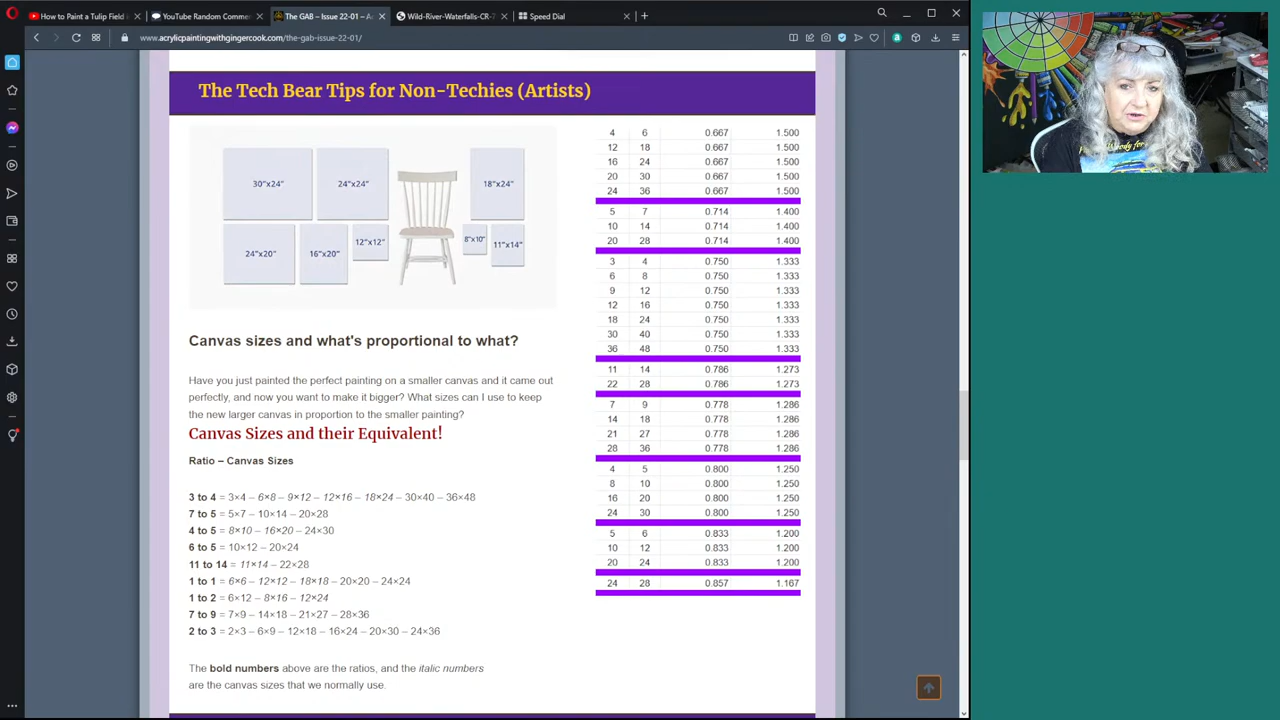 How to Paint a Tulip Field i
YouTube Random Comme
The GAB – Issue 22-01 – A
Wild-River-Waterfalls-CR-7
Speed Dial
www.acrylicpaintingwithgingercook.com/the-gab-issue-22-01/
The Tech Bear Tips for Non-Techies (Artists)
30"x24"
24"x24"
18"x24"
24"x20"
16"x20"
12"x12"
8"x10"
11"x14"
Canvas sizes and what's proportional to what?
Have you just painted the perfect painting on a smaller canvas and it came out
perfectly, and now you want to make it bigger? What sizes can I use to keep
the new larger canvas in proportion to the smaller painting?
Canvas Sizes and their Equivalent!
Ratio – Canvas Sizes
3 to 4 = 3×4 – 6×8 – 9×12 – 12×16 – 18×24 – 30×40 – 36×48
7 to 5 = 5×7 – 10×14 – 20×28
4 to 5 = 8×10 – 16×20 – 24×30
6 to 5 = 10×12 – 20×24
11 to 14 = 11×14 – 22×28
1 to 1 = 6×6 – 12×12 – 18×18 – 20×20 – 24×24
1 to 2 = 6×12 – 8×16 – 12×24
7 to 9 = 7×9 – 14×18 – 21×27 – 28×36
2 to 3 = 2×3 – 6×9 – 12×18 – 16×24 – 20×30 – 24×36
The bold numbers above are the ratios, and the italic numbers
are the canvas sizes that we normally use.
4 6 0.667 1.500
12 18 0.667 1.500
16 24 0.667 1.500
20 30 0.667 1.500
24 36 0.667 1.500
5 7 0.714 1.400
10 14 0.714 1.400
20 28 0.714 1.400
3 4 0.750 1.333
6 8 0.750 1.333
9 12 0.750 1.333
12 16 0.750 1.333
18 24 0.750 1.333
30 40 0.750 1.333
36 48 0.750 1.333
11 14 0.786 1.273
22 28 0.786 1.273
7 9 0.778 1.286
14 18 0.778 1.286
21 27 0.778 1.286
28 36 0.778 1.286
4 5 0.800 1.250
8 10 0.800 1.250
16 20 0.800 1.250
24 30 0.800 1.250
5 6 0.833 1.200
10 12 0.833 1.200
20 24 0.833 1.200
24 28 0.857 1.167